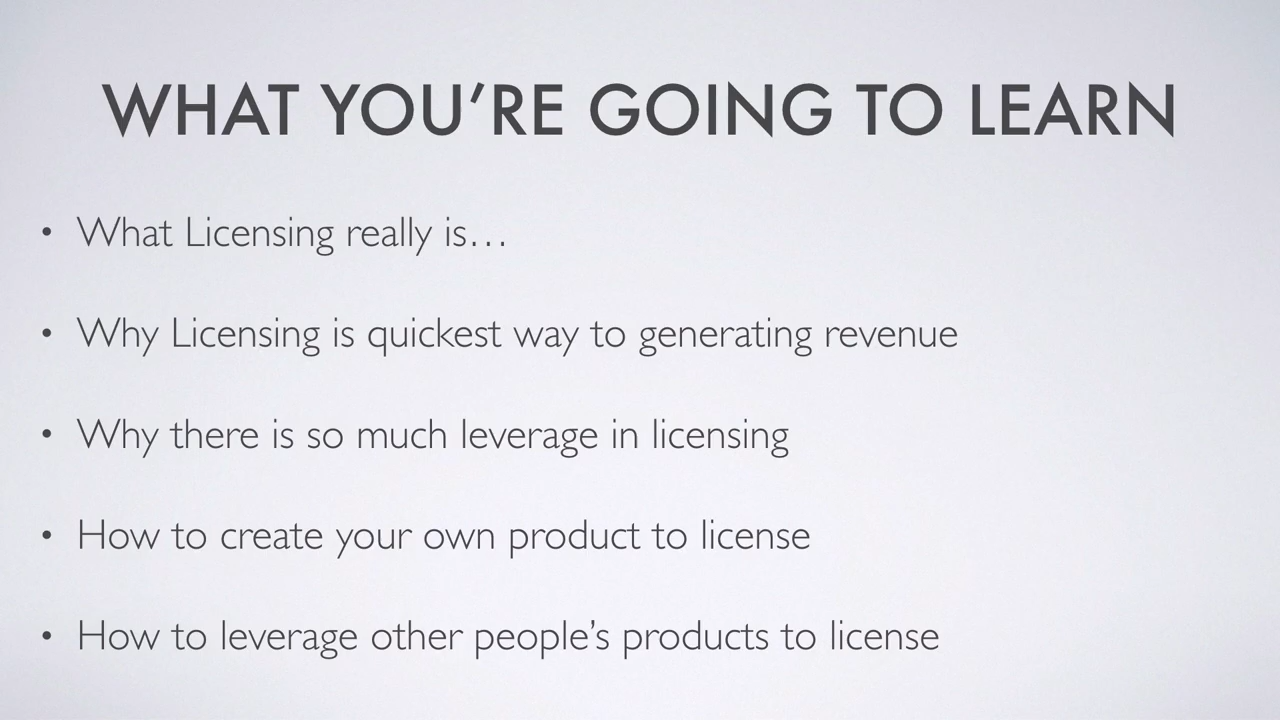 WHAT YOU’RE GOING TO LEARN
• What Licensing really is…
• Why Licensing is quickest way to generating revenue
• Why there is so much leverage in licensing
• How to create your own product to license
• How to leverage other people’s products to license